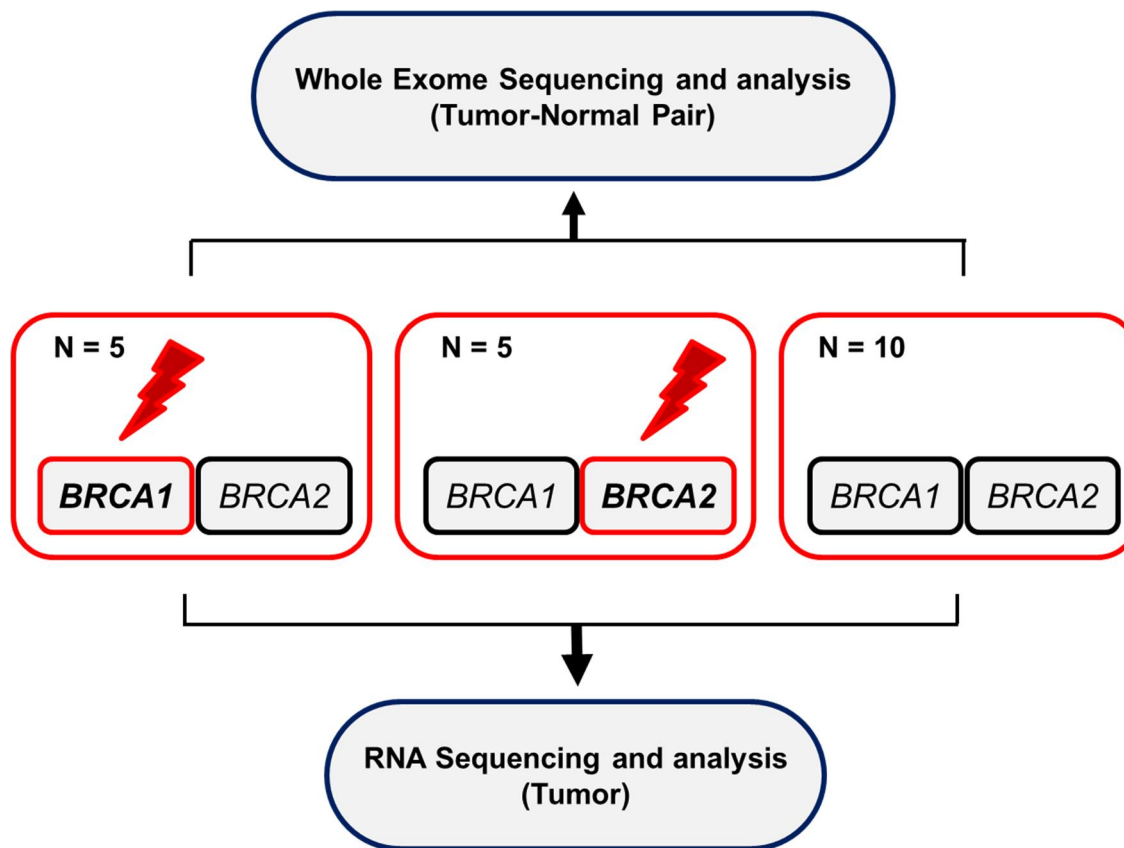 Whole Exome Sequencing and analysis
(Tumor-Normal Pair)
N = 5
N = 5
N = 10
BRCA1 BRCA2
BRCA1 BRCA2
BRCA1 BRCA2
RNA Sequencing and analysis
(Tumor)